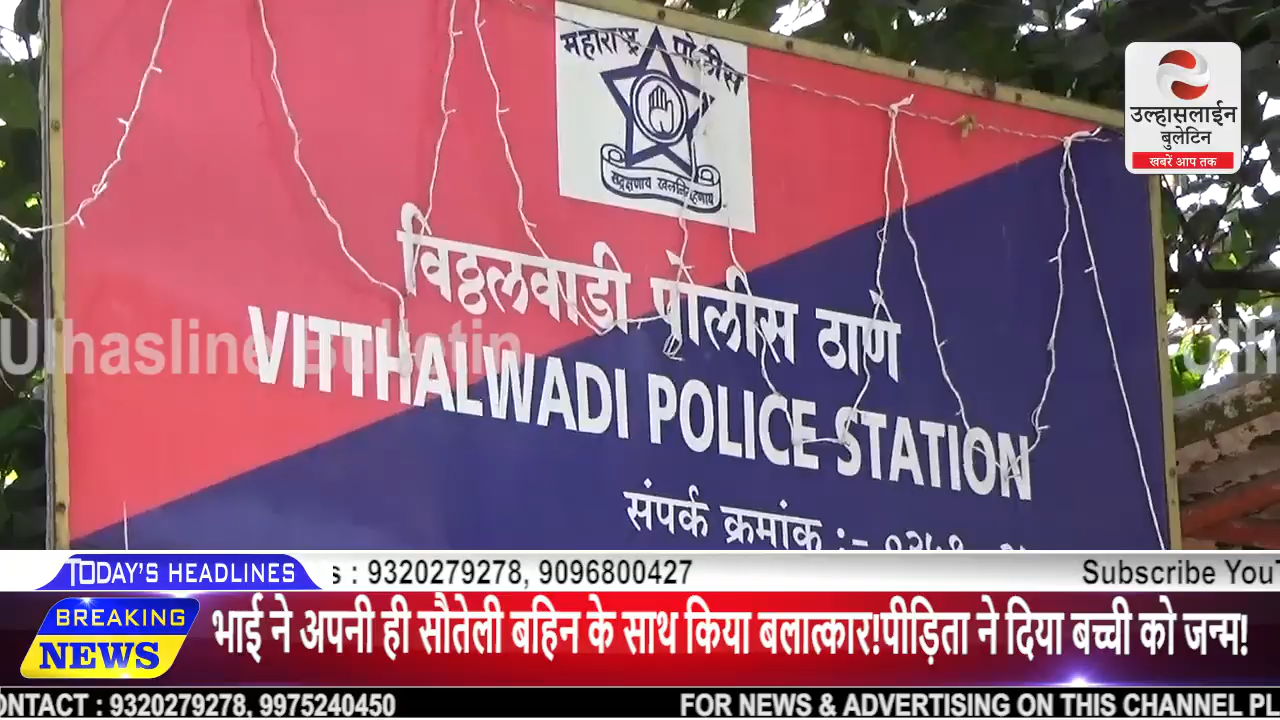 महाराष्ट्र पोलीस
सद्रक्षणाय खलनिग्रहणाय
उल्हासलाईन
बुलेटिन
खबरें आप तक
विठ्ठलवाडी पोलीस ठाणे
VITTHALWADI POLICE STATION
संपर्क क्रमांक :-
Ulhasline Bulletin
Ulh
TODAY'S HEADLINES
s : 9320279278, 9096800427
Subscribe YouT
BREAKING
NEWS
भाई ने अपनी ही सौतेली बहिन के साथ किया बलात्कार!पीड़िता ने दिया बच्ची को जन्म!
ONTACT : 9320279278, 9975240450
FOR NEWS & ADVERTISING ON THIS CHANNEL PL